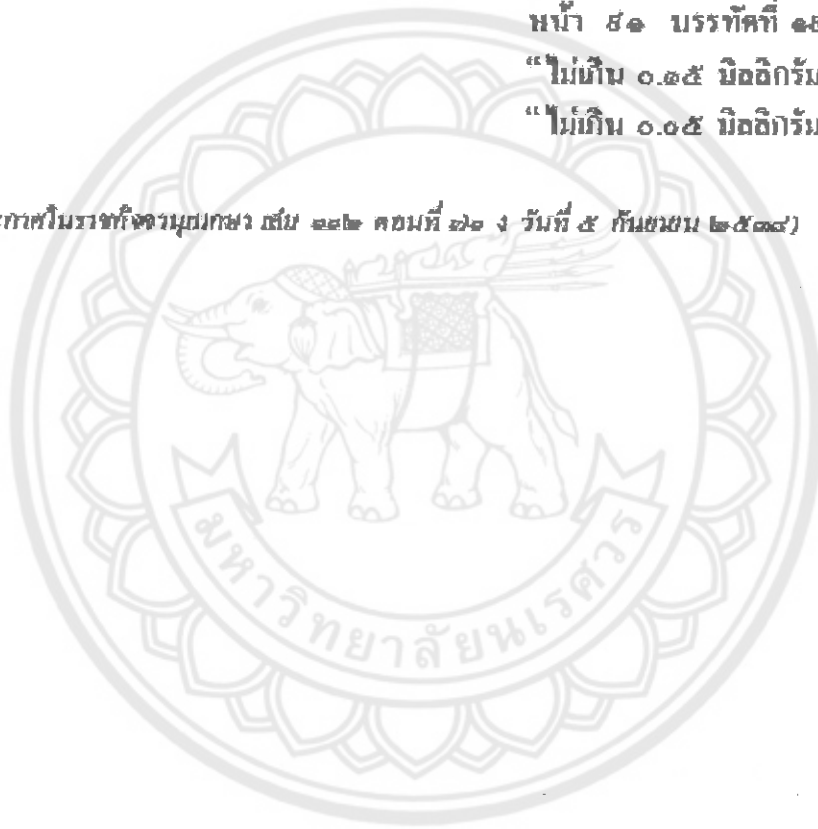 หน้า ๘๑ บรรทัดที่
"ไม่เกิน ๐.๑๕ มิลลิกรัม
"ไม่เกิน ๐.๐๕ มิลลิกรัม
ะกาศในราชกิจจานุเบกษา เล่ม ๑๑๒ ตอนที่ ๗๑ ง วันที่ ๕ กันยายน ๒๕๓๘)
มหาวิทยาลัยนเรศวร